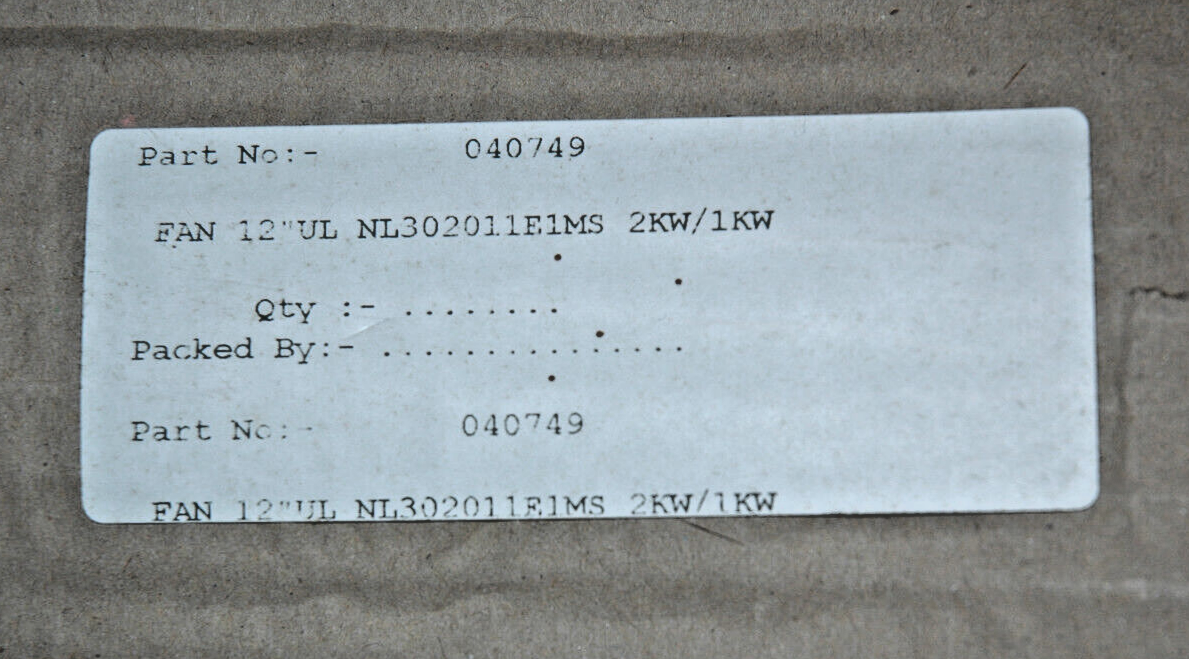 Part No:- 040749
FAN 12"UL NL302011E1MS 2KW/1KW
Qty :- ........
Packed By:- ...............
Part No:- 040749
FAN 12"UL NL302011E1MS 2KW/1KW